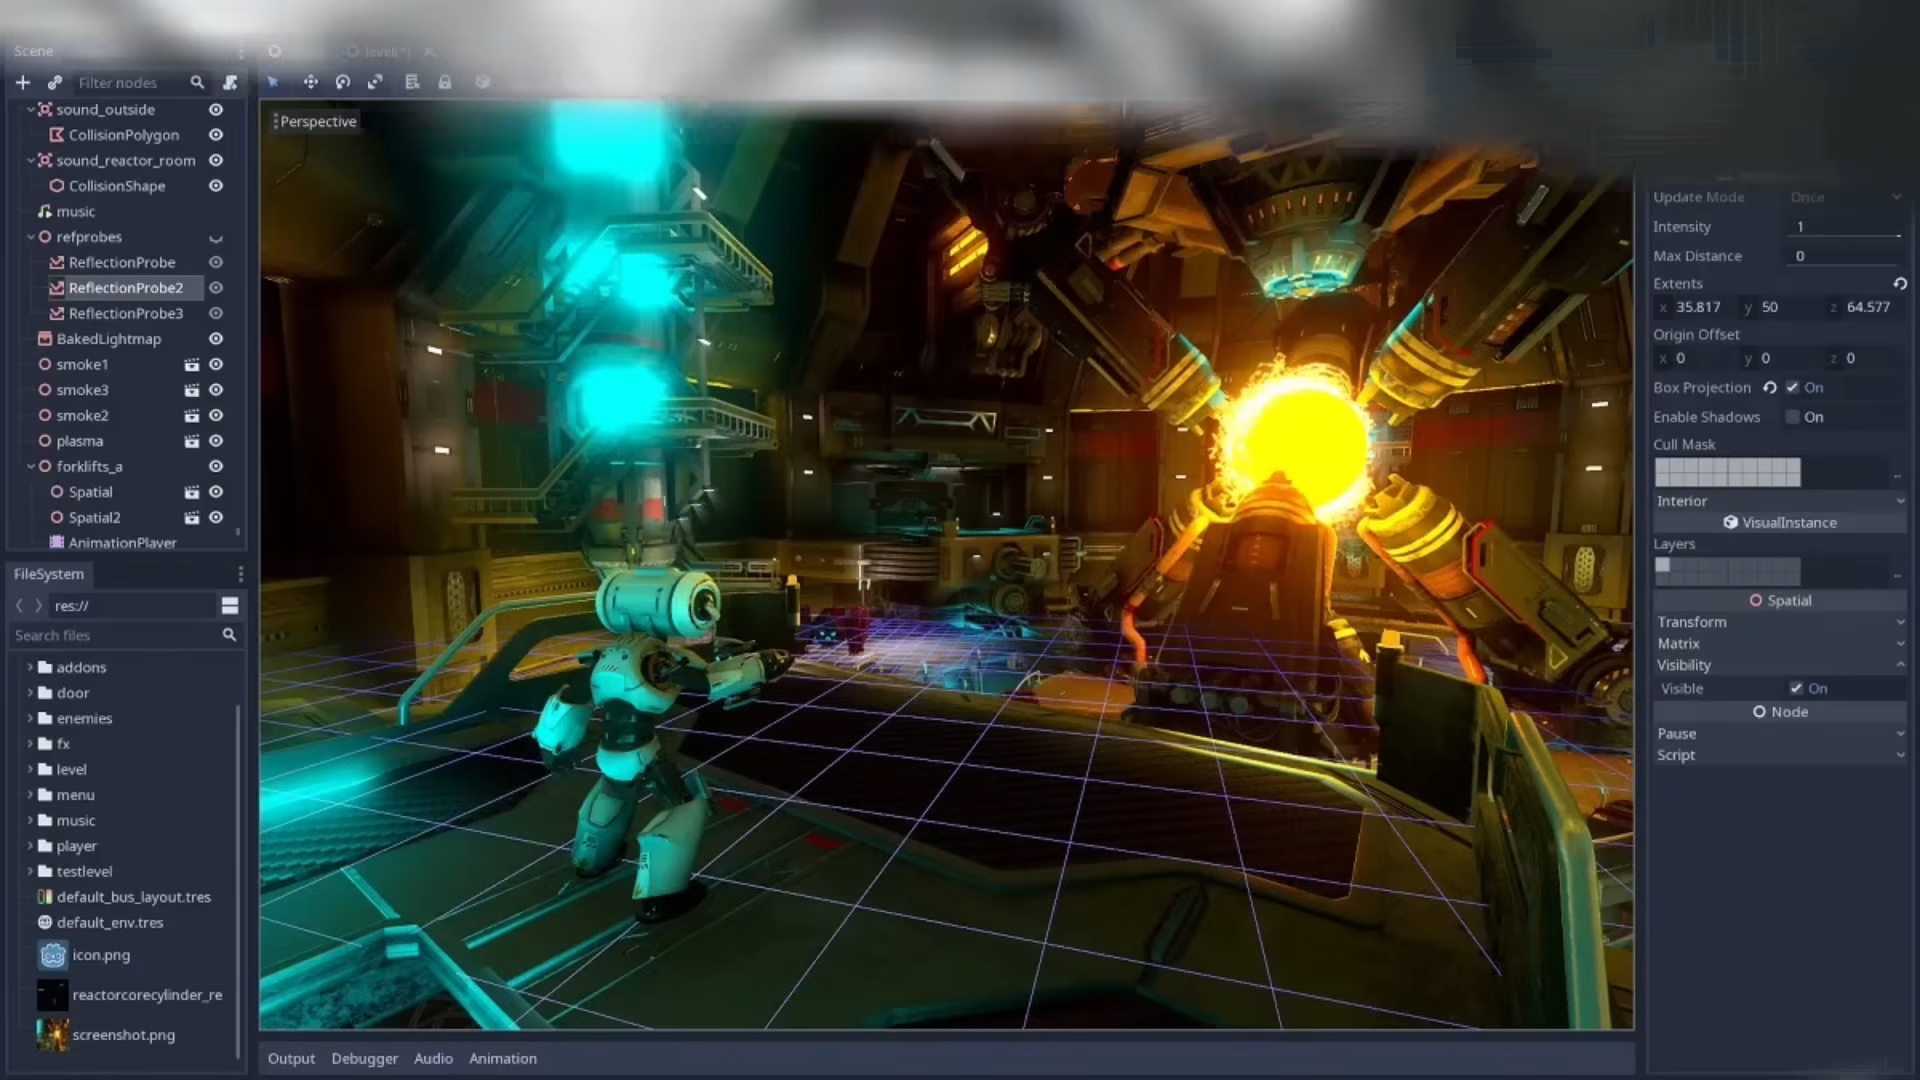 Scene
level(*)
Filter nodes
sound_outside
CollisionPolygon
sound_reactor_room
CollisionShape
music
refprobes
ReflectionProbe
ReflectionProbe2
ReflectionProbe3
BakedLightmap
smoke1
smoke3
smoke2
plasma
forklifts_a
Spatial
Spatial2
AnimationPlayer
FileSystem
res://
Search files
addons
door
enemies
fx
level
menu
music
player
testlevel
default_bus_layout.tres
default_env.tres
icon.png
reactorcorecylinder_re
screenshot.png
Perspective
Output Debugger Audio Animation
Update Mode Once
Intensity 1
Max Distance 0
Extents
x 35.817 y 50 z 64.577
Origin Offset
x 0 y 0 z 0
Box Projection On
Enable Shadows On
Cull Mask
..
Interior
VisualInstance
Layers
..
Spatial
Transform
Matrix
Visibility
Visible On
Node
Pause
Script